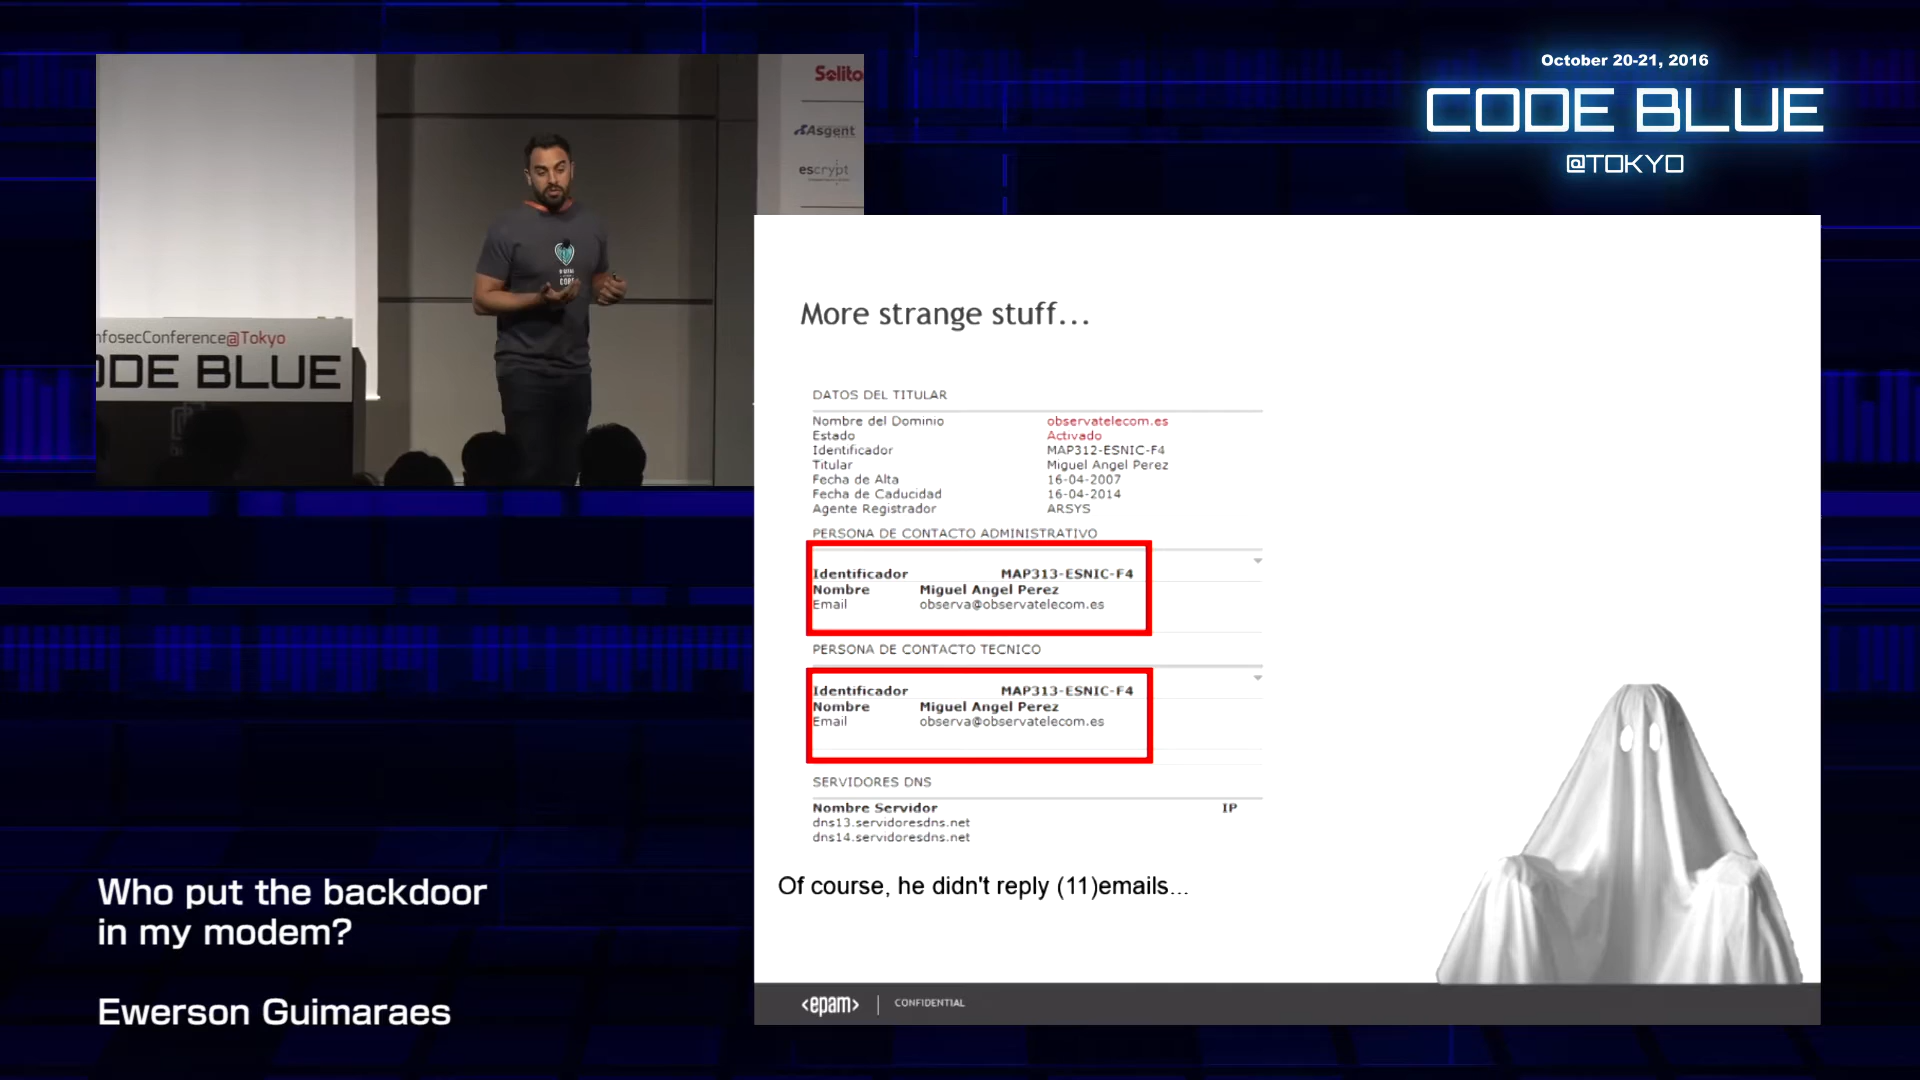 October 20-21, 2016
CODE BLUE
@TOKYO
Asgent
escrypt
nfosecConference@Tokyo
ODE BLUE
More strange stuff...
DATOS DEL TITULAR
Nombre del Dominio observatelecom.es
Estado Activado
Identificador MAP312-ESNIC-F4
Titular Miguel Angel Perez
Fecha de Alta 16-04-2007
Fecha de Caducidad 16-04-2014
Agente Registrador ARSYS
PERSONA DE CONTACTO ADMINISTRATIVO
Identificador MAP313-ESNIC-F4
Nombre Miguel Angel Perez
Email observa@observatelecom.es
PERSONA DE CONTACTO TECNICO
Identificador MAP313-ESNIC-F4
Nombre Miguel Angel Perez
Email observa@observatelecom.es
SERVIDORES DNS
Nombre Servidor IP
dns13.servidoresdns.net
dns14.servidoresdns.net
Of course, he didn't reply (11)emails...
<epam> | CONFIDENTIAL
Who put the backdoor
in my modem?
Ewerson Guimaraes